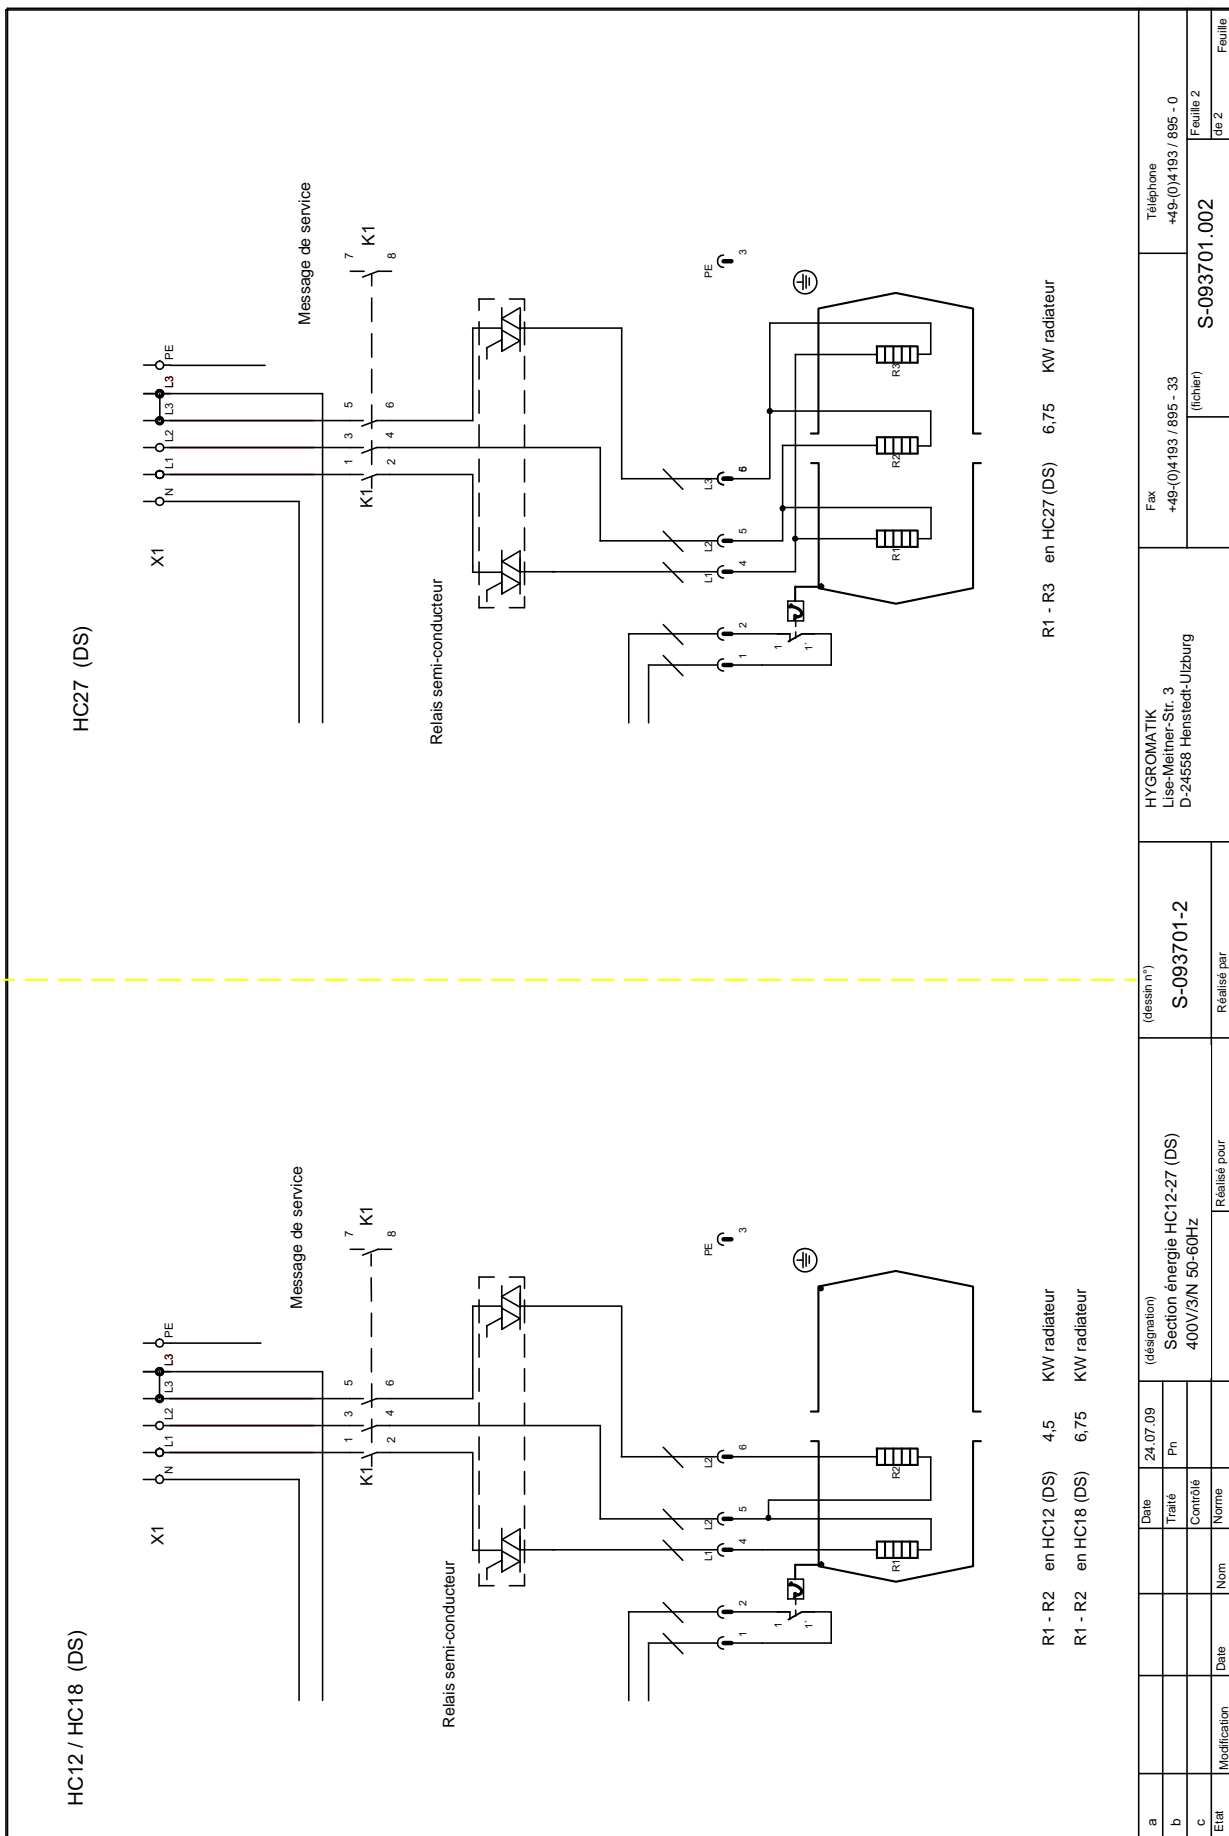 HC12 / HC18 (DS)
X1
N
L1
L2
L3
L3
PE
Message de service
K1
1
2
3
4
5
6
7
8
K1
Relais semi-conducteur
1
2
L1
4
L2
5
L2
6
PE
3
1
1'
R1
R2
R1 - R2 en HC12 (DS) 4,5 KW radiateur
R1 - R2 en HC18 (DS) 6,75 KW radiateur
HC27 (DS)
X1
N
L1
L2
L3
L3
PE
Message de service
K1
1
2
3
4
5
6
7
8
K1
Relais semi-conducteur
1
2
L1
4
L2
5
L3
6
PE
3
1
1'
R1
R2
R3
R1 - R3 en HC27 (DS) 6,75 KW radiateur
a
b
c
Etat
Modification
Date
Nom
Date
24.07.09
Traité
Pn
Contrôlé
Norme
(désignation)
Section énergie HC12-27 (DS)
400V/3/N 50-60Hz
Réalisé pour
(dessin n°)
S-093701-2
Réalisé par
HYGROMATIK
Lise-Meitner-Str. 3
D-24558 Henstedt-Ulzburg
Fax
+49-(0)4193 / 895 - 33
Téléphone
+49-(0)4193 / 895 - 0
(fichier)
S-093701.002
Feuille 2
de 2
Feuille